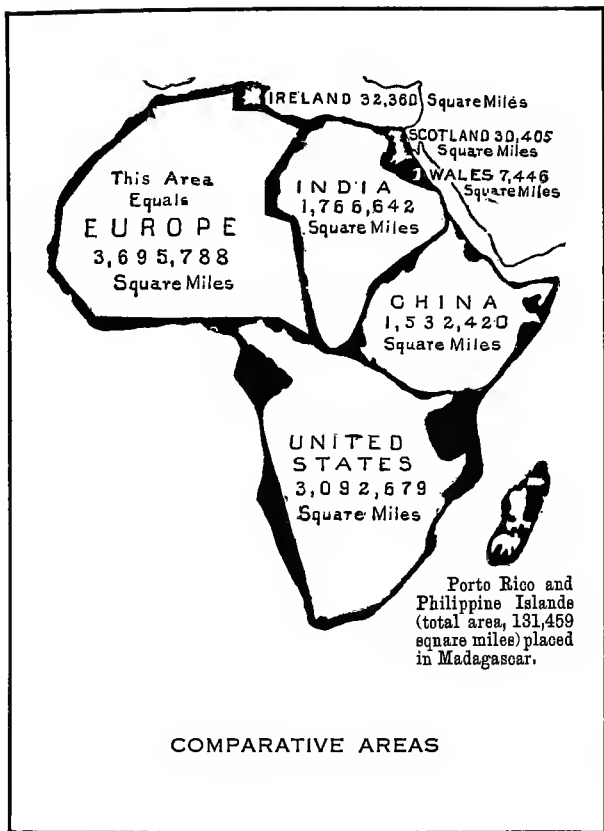 IRELAND 32,360 Square Miles
SCOTLAND 30,405
Square Miles
WALES 7,446
Square Miles
This Area
Equals
EUROPE
3,695,788
Square Miles
INDIA
1,766,642
Square Miles
CHINA
1,532,420
Square Miles
UNITED
STATES
3,092,679
Square Miles
Porto Rico and
Philippine Islands
(total area, 131,459
square miles) placed
in Madagascar.
COMPARATIVE AREAS